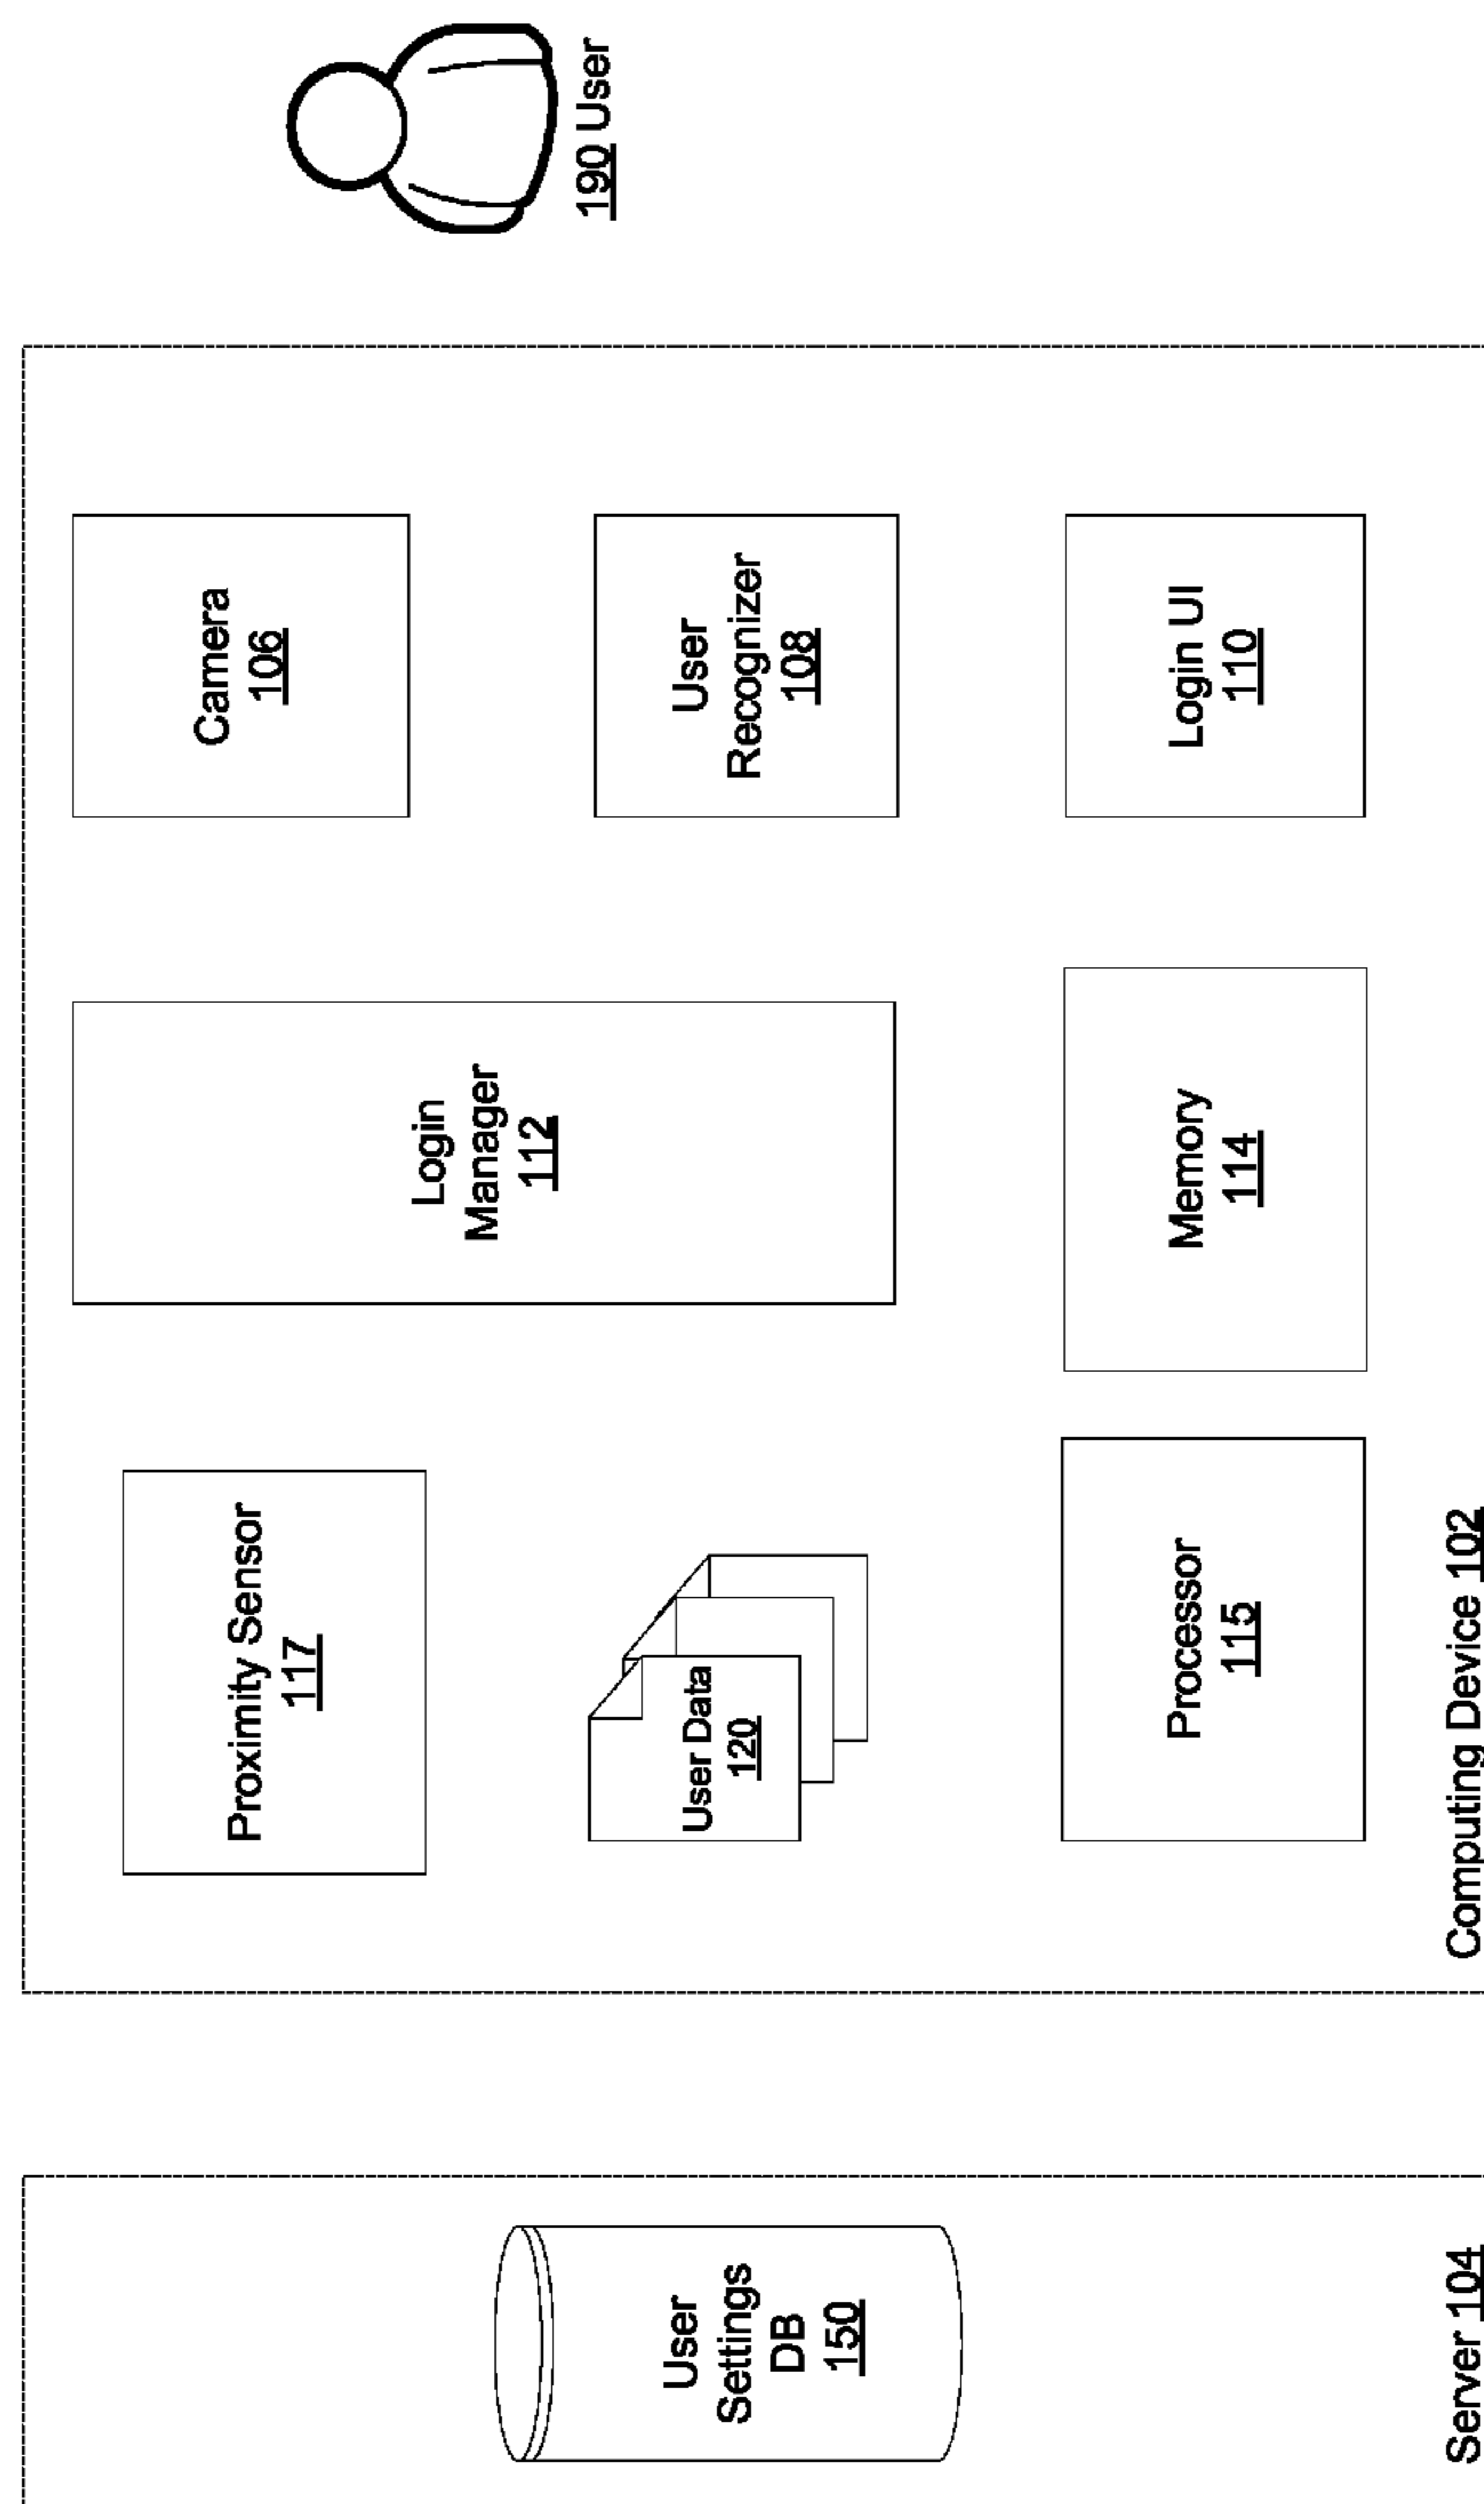 User
Settings
DB
150
Server 104
Proximity Sensor
117
User Data
120
Processor
115
Computing Device 102
Login
Manager
112
Memory
114
Camera
106
User
Recognizer
108
Login UI
110
190 User